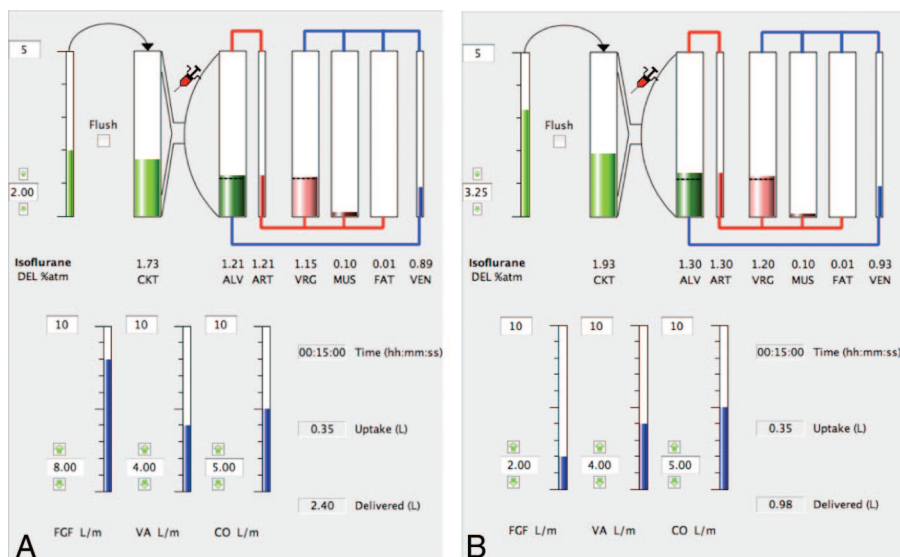 5
Flush
2.00
Isoflurane
DEL %atm
1.73 1.21 1.21 1.15 0.10 0.01 0.89
CKT ALV ART VRG MUS FAT VEN
10 10 10
00:15:00 Time (hh:mm:ss)
0.35 Uptake (L)
8.00 4.00 5.00
2.40 Delivered (L)
FGF L/m VA L/m CO L/m
A
5
Flush
3.25
Isoflurane
DEL %atm
1.93 1.30 1.30 1.20 0.10 0.01 0.93
CKT ALV ART VRG MUS FAT VEN
10 10 10
00:15:00 Time (hh:mm:ss)
0.35 Uptake (L)
2.00 4.00 5.00
0.98 Delivered (L)
FGF L/m VA L/m CO L/m
B